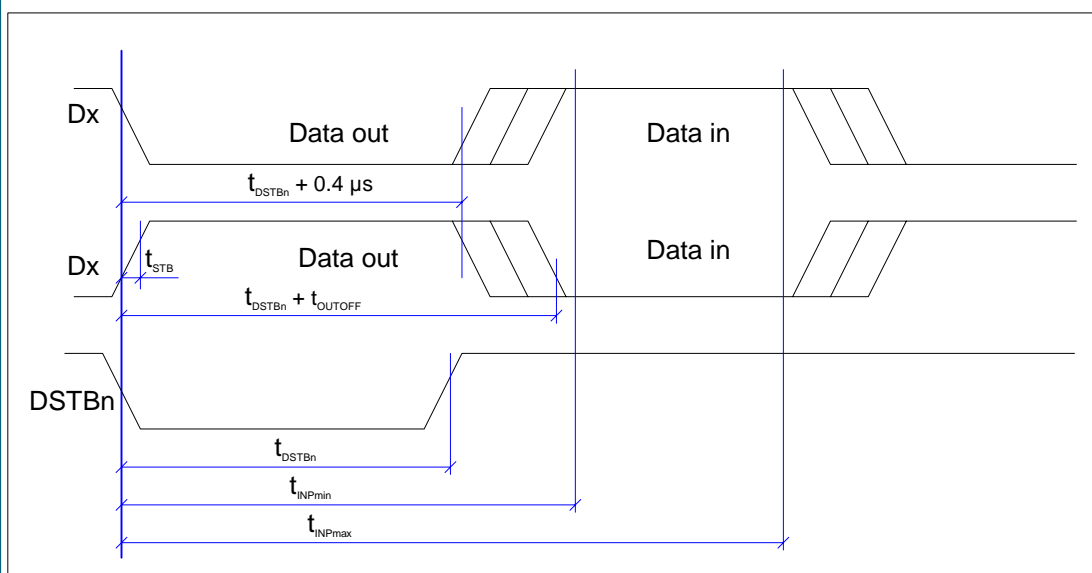 Dx
Data out
Data in
tDSTBn + 0.4 µs
Dx
tSTB
Data out
Data in
tDSTBn + tOUTOFF
DSTBn
tDSTBn
tINPmin
tINPmax